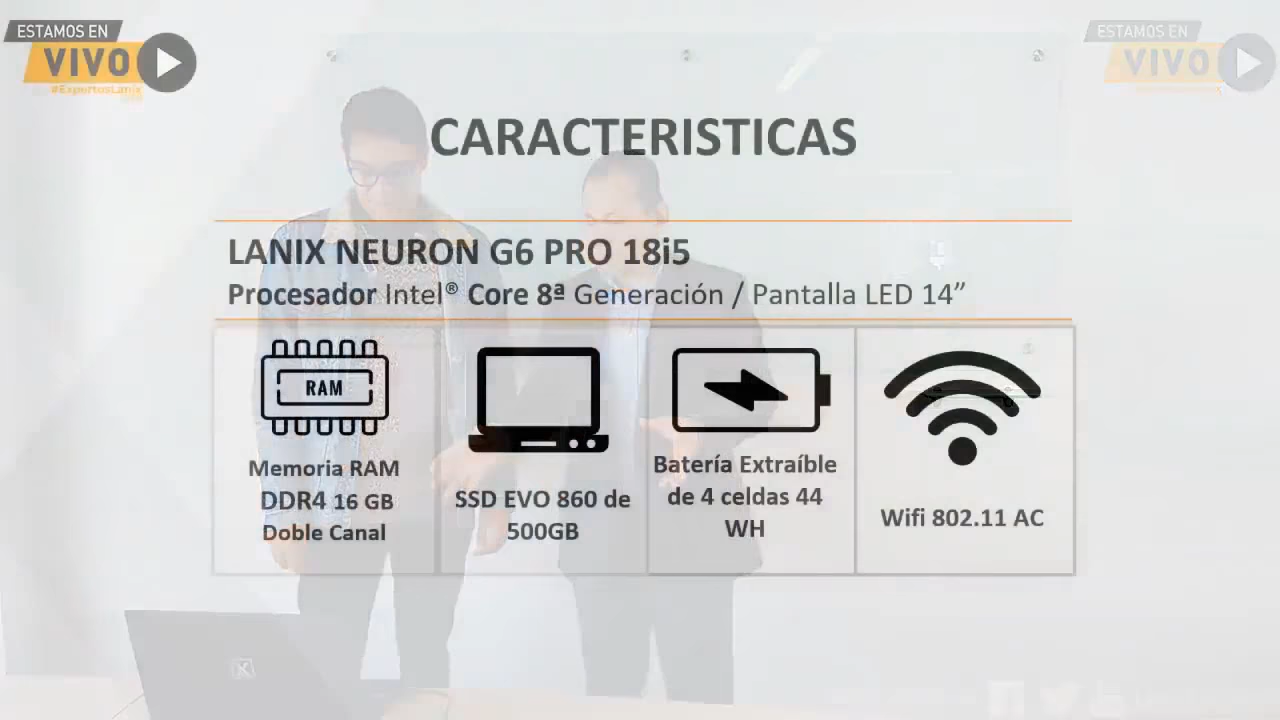 ESTAMOS EN
VIVO
#ExpertosLanix
ESTAMOS EN
VIVO
CARACTERISTICAS
LANIX NEURON G6 PRO 18i5
Procesador Intel® Core 8ª Generación / Pantalla LED 14”
RAM
Memoria RAM
DDR4 16 GB
Doble Canal
SSD EVO 860 de
500GB
Batería Extraíble
de 4 celdas 44
WH
Wifi 802.11 AC